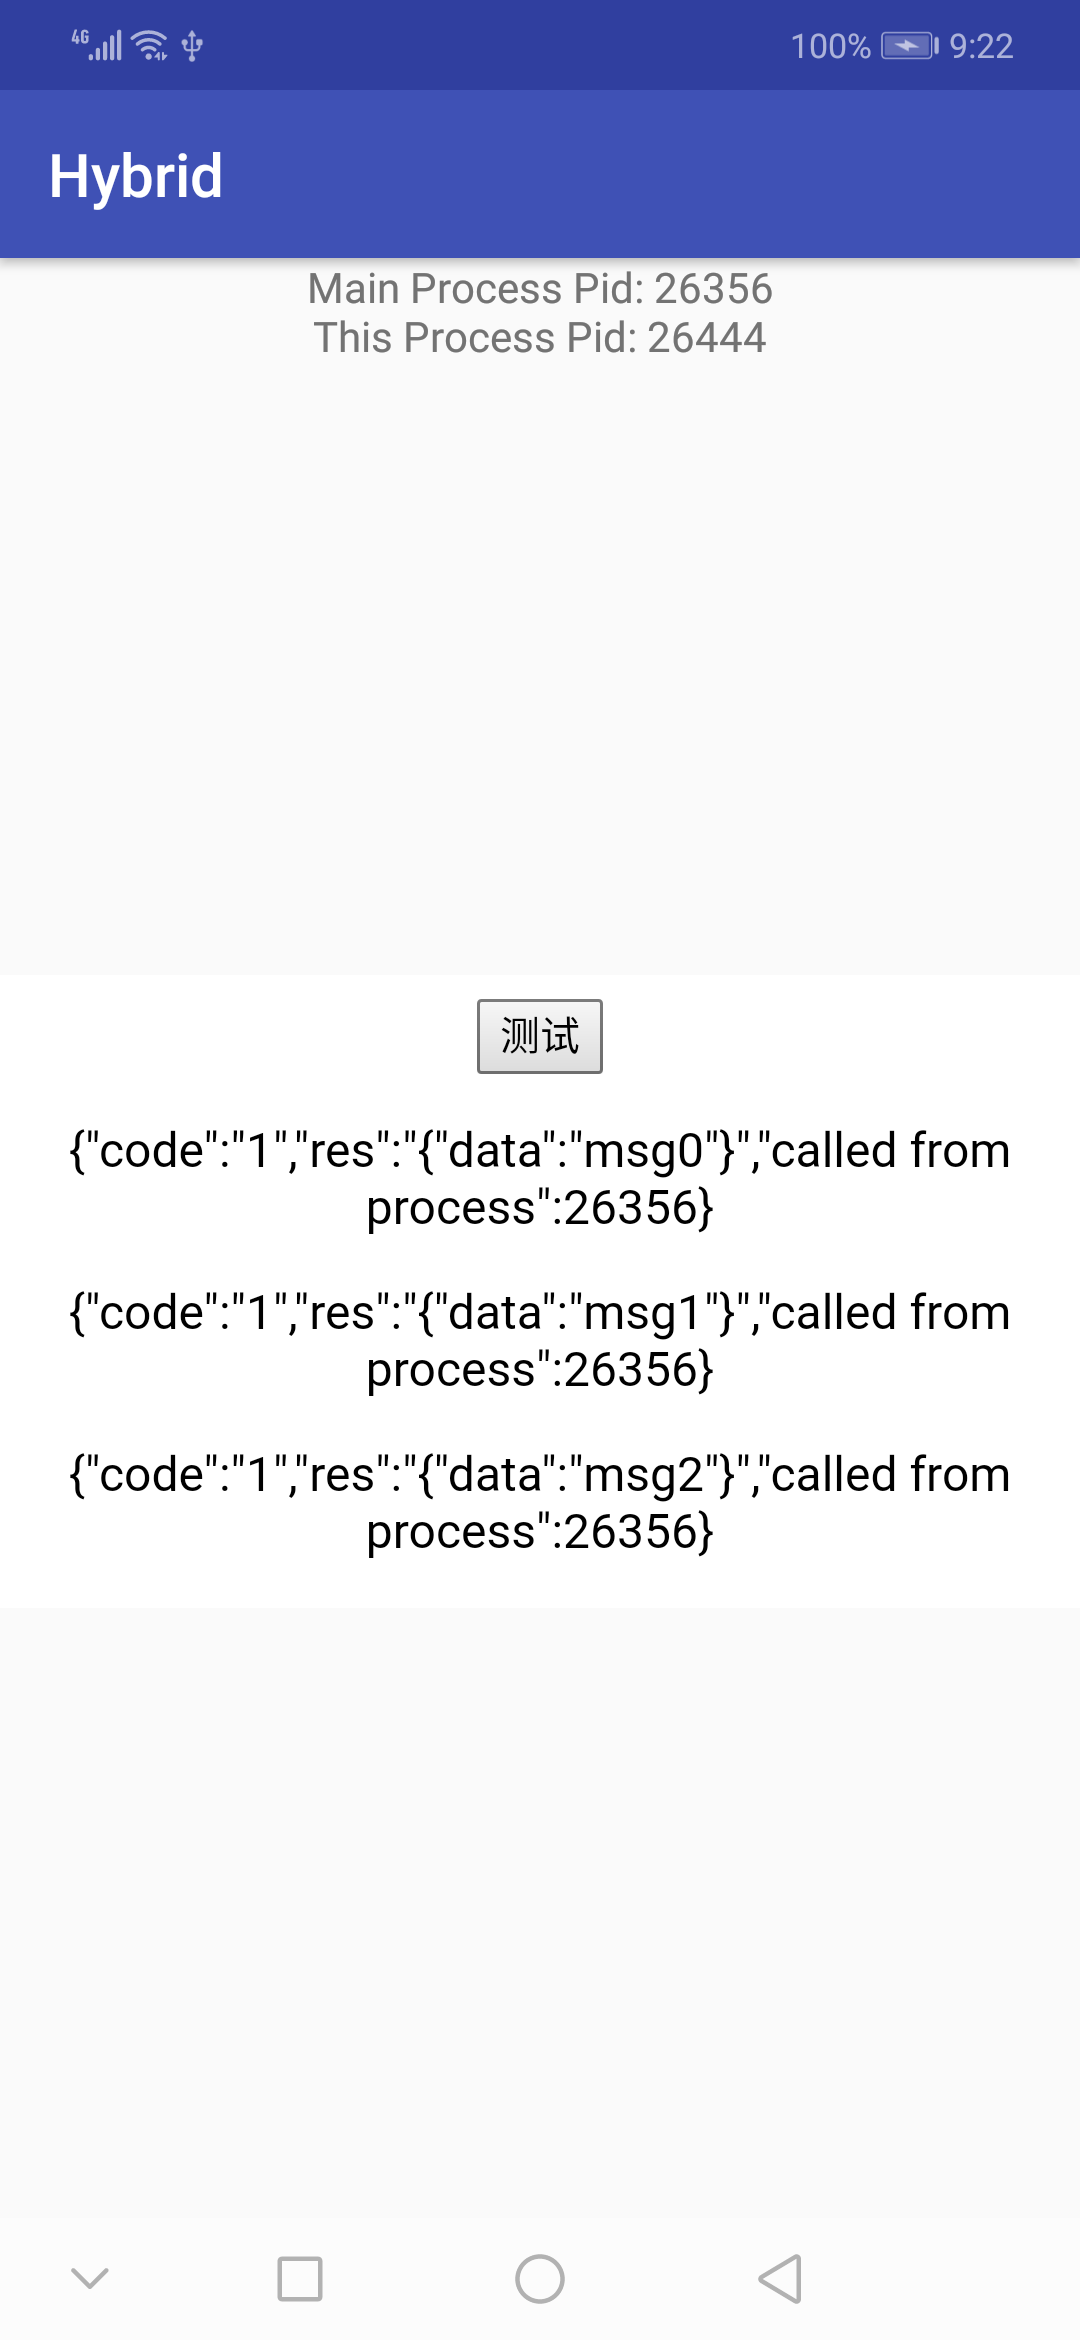 4G 100% 9:22
Hybrid
Main Process Pid: 26356
This Process Pid: 26444
测试
{"code":"1","res":"{"data":"msg0"}","called from
process":26356}
{"code":"1","res":"{"data":"msg1"}","called from
process":26356}
{"code":"1","res":"{"data":"msg2"}","called from
process":26356}